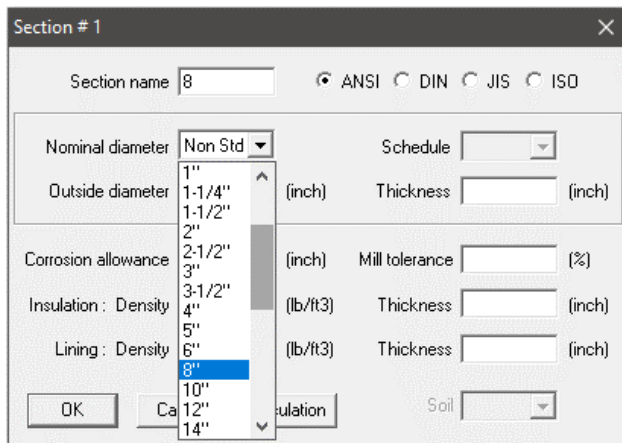 Section # 1
Section name 8 ANSI DIN JIS ISO
Nominal diameter Non Std Schedule
1"
Outside diameter 1-1/4" (inch) Thickness (inch)
1-1/2"
2"
Corrosion allowance 2-1/2" (inch) Mill tolerance (%)
3"
3-1/2"
Insulation : Density 4" (lb/ft3) Thickness (inch)
5"
Lining : Density 6" (lb/ft3) Thickness (inch)
8"
10"
OK Ca 12" ulation Soil
14"